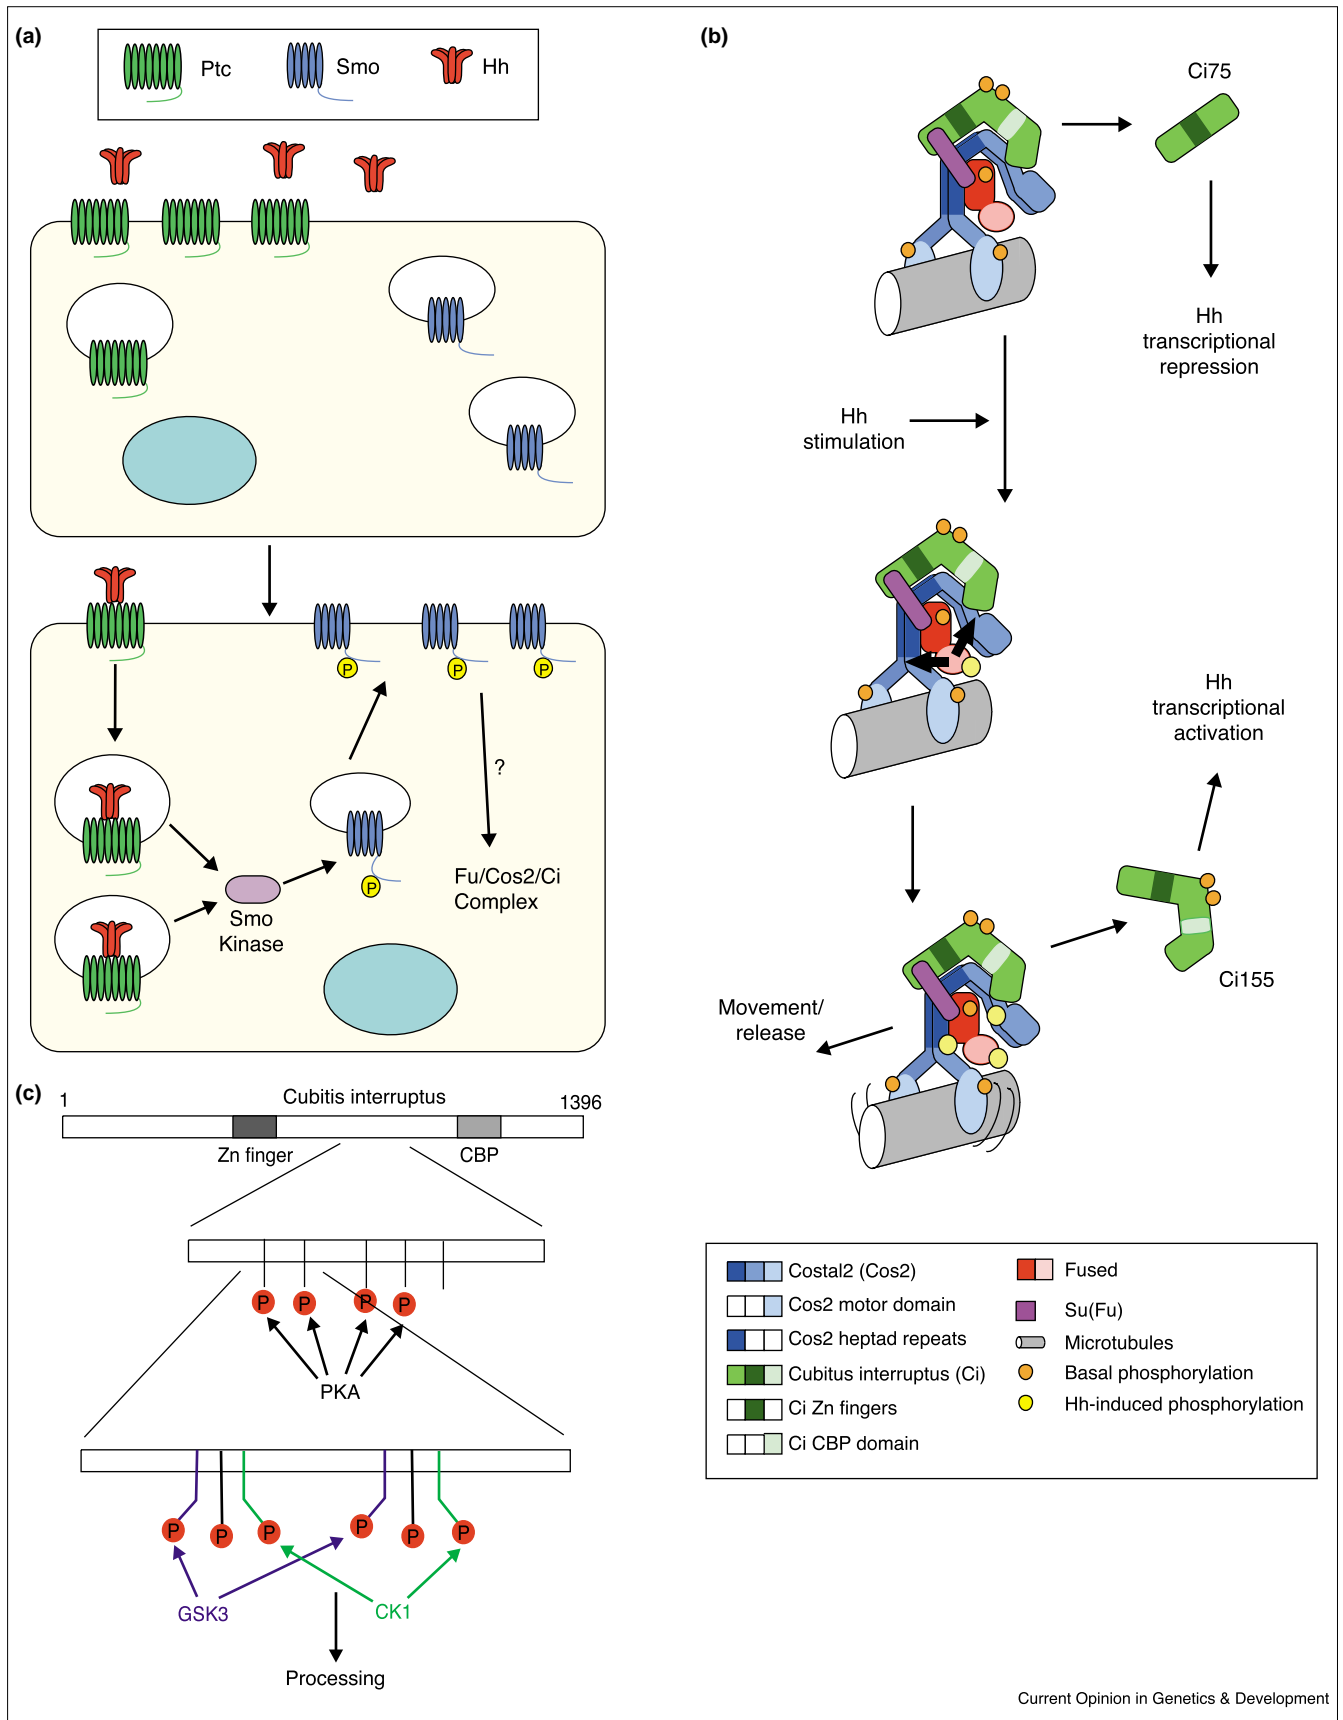 (a)
Ptc
Smo
Hh
?
P
P
P
P
Smo
Kinase
Fu/Cos2/Ci
Complex
(b)
Ci75
Hh
transcriptional
repression
Hh
stimulation
Hh
transcriptional
activation
Ci155
Movement/
release
(c)
1
Cubitis interruptus
1396
Zn finger
CBP
P
P
P
P
PKA
P
P
P
P
P
P
GSK3
CK1
Processing
Costal2 (Cos2)
Cos2 motor domain
Cos2 heptad repeats
Cubitus interruptus (Ci)
Ci Zn fingers
Ci CBP domain
Fused
Su(Fu)
Microtubules
Basal phosphorylation
Hh-induced phosphorylation
Current Opinion in Genetics & Development